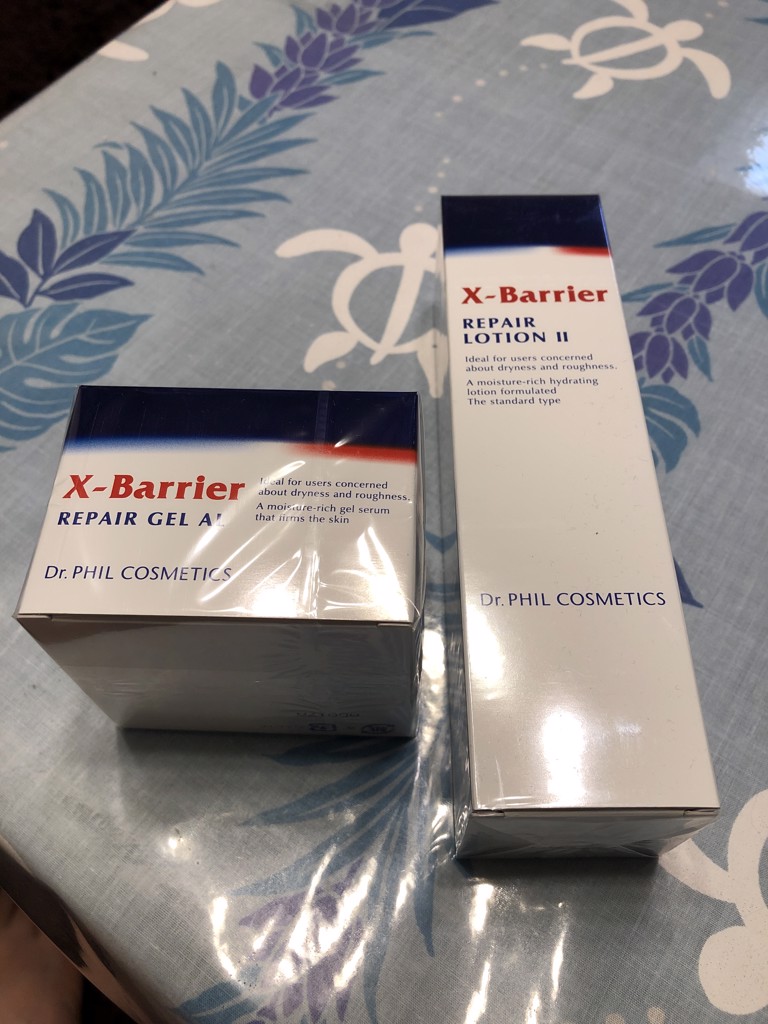 X-Barrier
REPAIR GEL AL
Ideal for users concerned
about dryness and roughness.
A moisture-rich gel serum
that firms the skin
Dr. PHIL COSMETICS
X-Barrier
REPAIR
LOTION II
Ideal for users concerned
about dryness and roughness.
A moisture-rich hydrating
lotion formulated
The standard type
Dr. PHIL COSMETICS